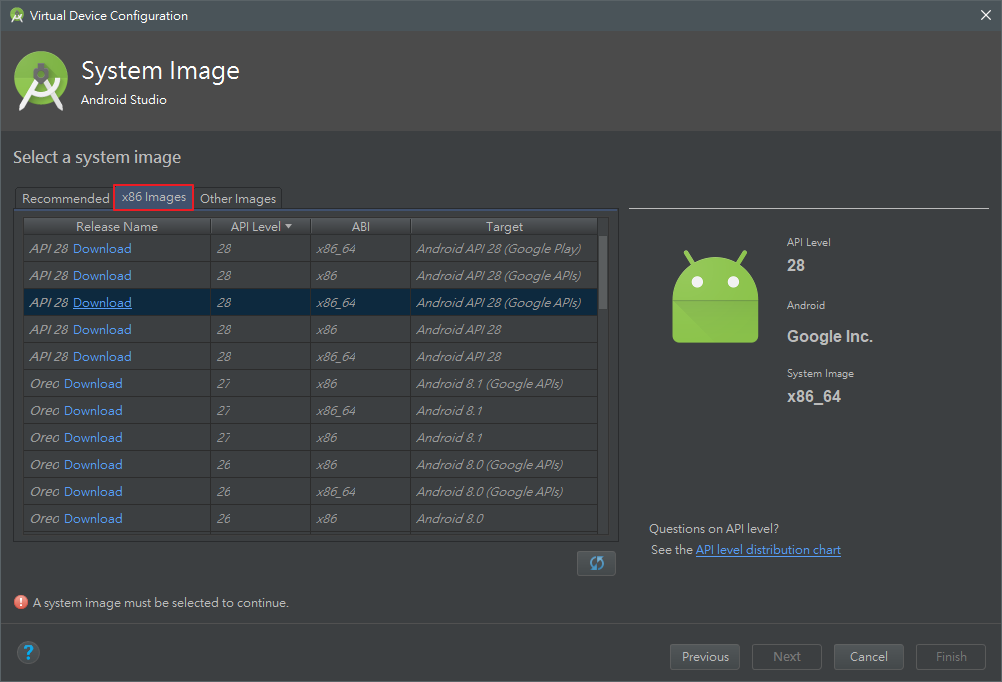 Virtual Device Configuration
System Image
Android Studio
Select a system image
Recommended x86 Images Other Images
Release Name API Level ABI Target
API 28 Download 28 x86_64 Android API 28 (Google Play)
API 28 Download 28 x86 Android API 28 (Google APIs)
API 28 Download 28 x86_64 Android API 28 (Google APIs)
API 28 Download 28 x86 Android API 28
API 28 Download 28 x86_64 Android API 28
Oreo Download 27 x86 Android 8.1 (Google APIs)
Oreo Download 27 x86_64 Android 8.1
Oreo Download 27 x86 Android 8.1
Oreo Download 26 x86 Android 8.0 (Google APIs)
Oreo Download 26 x86_64 Android 8.0 (Google APIs)
Oreo Download 26 x86 Android 8.0
API Level
28
Android
Google Inc.
System Image
x86_64
Questions on API level?
See the API level distribution chart
A system image must be selected to continue.
? Previous Next Cancel Finish